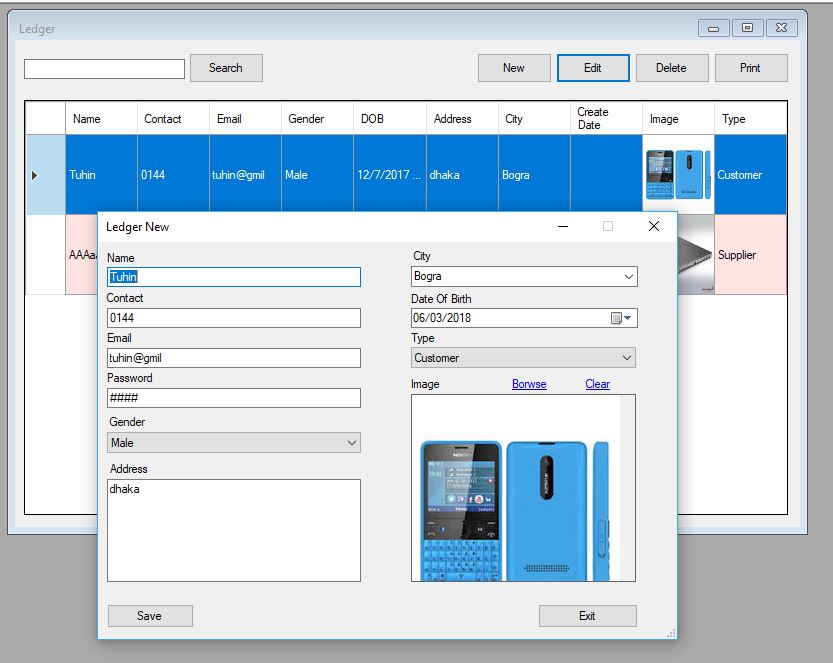 Ledger
Search
New Edit Delete Print
Name Contact Email Gender DOB Address City Create Date Image Type
Tuhin 0144 tuhin@gmil Male 12/7/2017 ... dhaka Bogra Customer
AAAa Supplier
Ledger New
Name
Tuhin
Contact
0144
Email
tuhin@gmil
Password
####
Gender
Male
Address
dhaka
City
Bogra
Date Of Birth
06/03/2018
Type
Customer
Image Borwse Clear
NOKIA
NOKIA
Save Exit